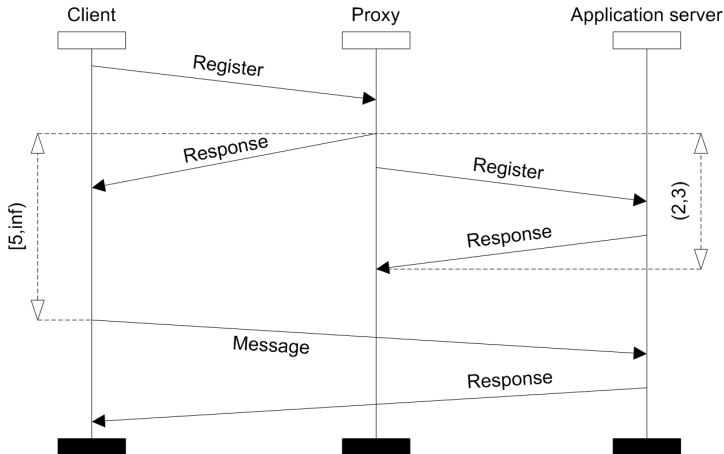 Client
Proxy
Application server
Register
Response
Register
[5,inf)
(2,3)
Response
Message
Response